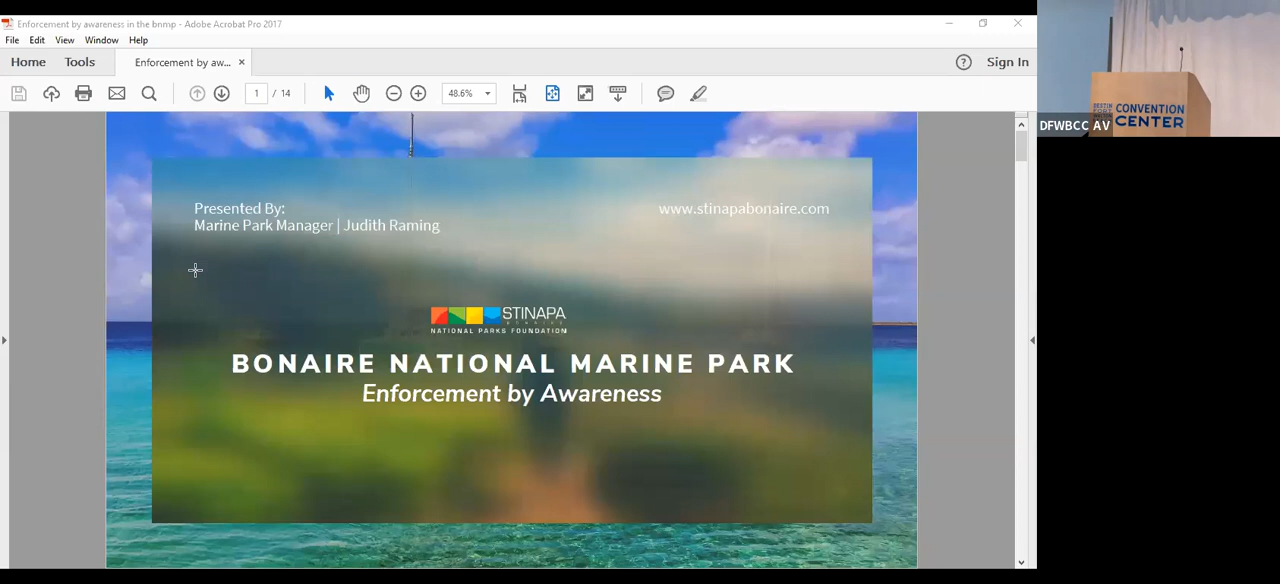 Enforcement by awareness in the bnmp - Adobe Acrobat Pro 2017
File Edit View Window Help
Home Tools Enforcement by aw... × Sign In
1 / 14 48.6%
Presented By:
Marine Park Manager | Judith Raming
www.stinapabonaire.com
STINAPA
BONAIRE
NATIONAL PARKS FOUNDATION
BONAIRE NATIONAL MARINE PARK
Enforcement by Awareness
CONVENTION
CENTER
DFWBCC AV